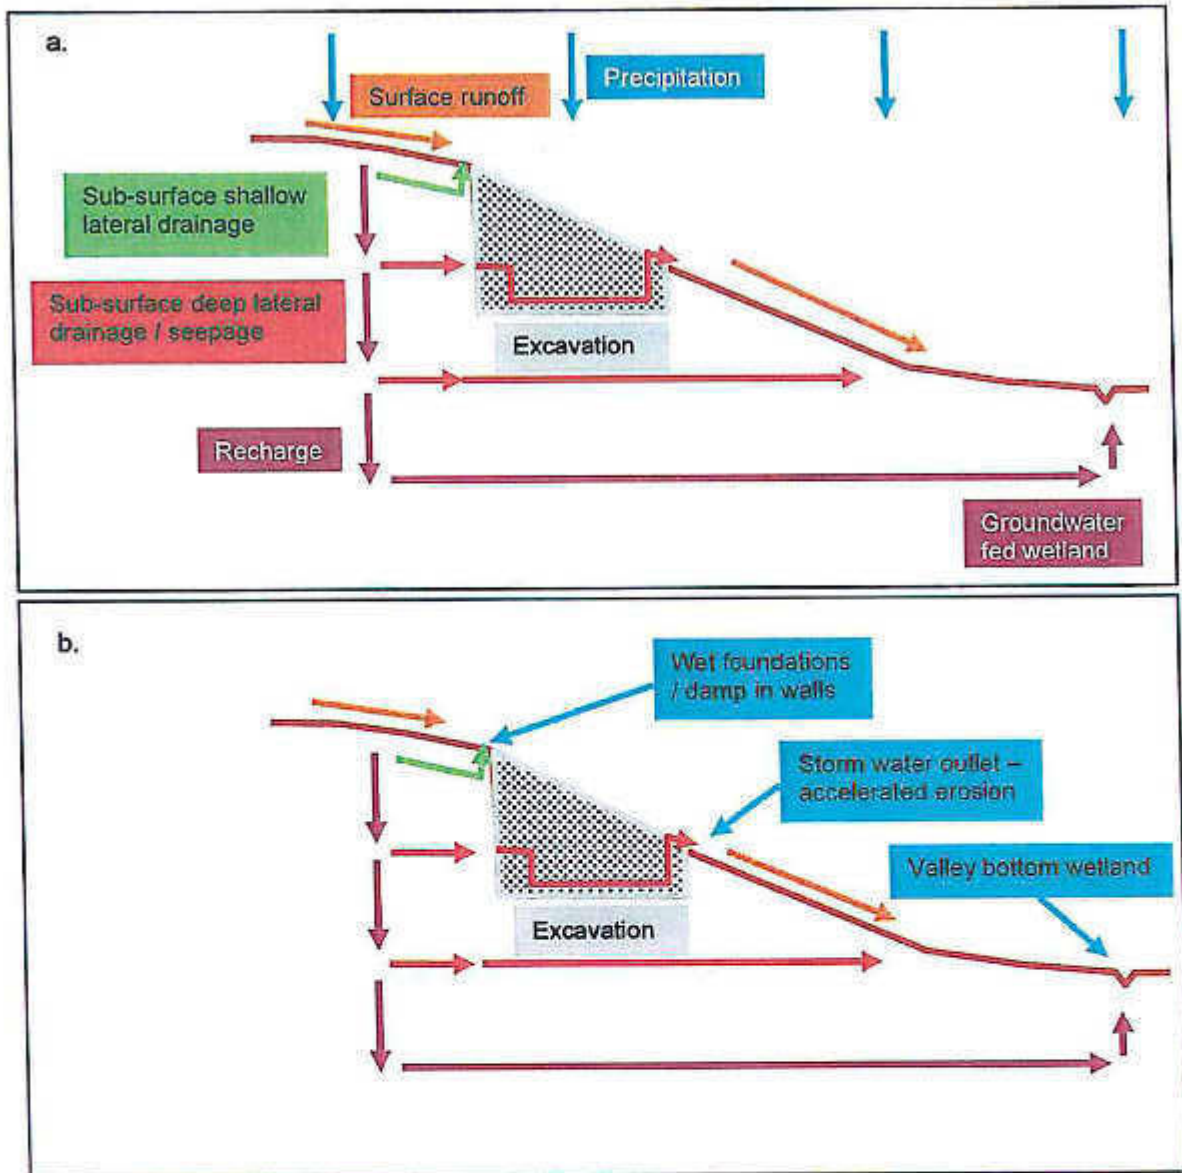 a.
Precipitation
Surface runoff
Sub-surface shallow
lateral drainage
Sub-surface deep lateral
drainage / seepage
Excavation
Recharge
Groundwater
fed wetland
b.
Wet foundations
/ damp in walls
Storm water outlet –
accelerated erosion
Valley bottom wetland
Excavation